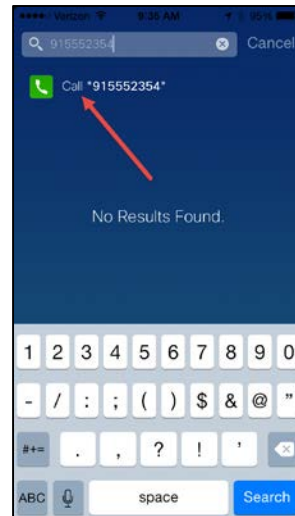 Verizon 9:36 AM 95%
915552354 Cancel
Call "915552354"
No Results Found.
1 2 3 4 5 6 7 8 9 0
- / : ; ( ) $ & @ "
#+= . , ? ! '
ABC space Search